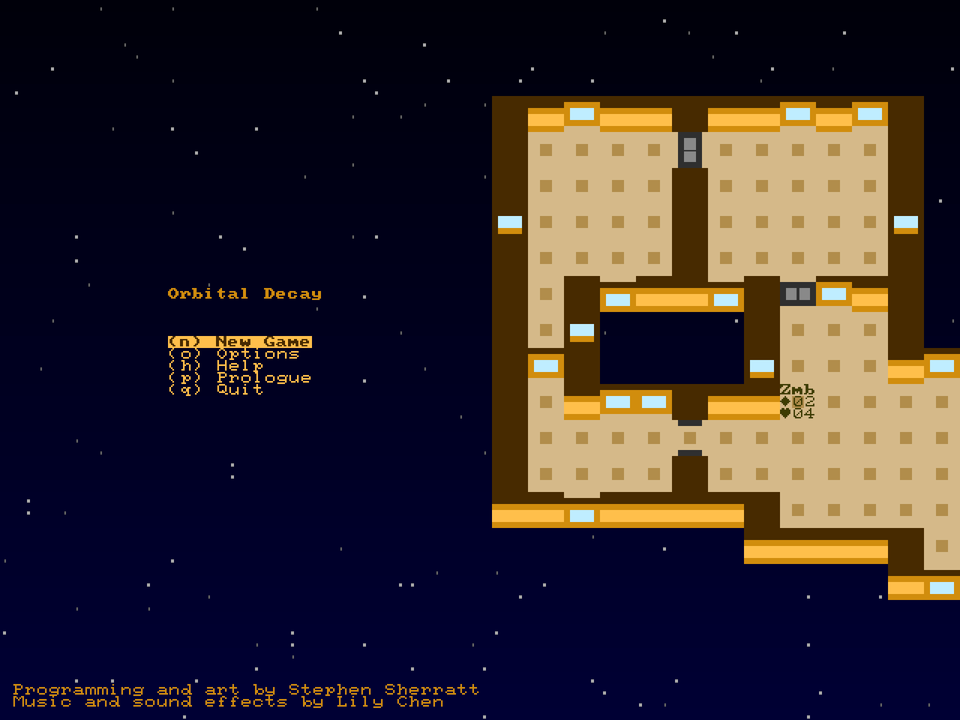 Orbital Decay
(n) New Game
(o) Options
(h) Help
(p) Prologue
(q) Quit
Zmb
♦02
♥04
Programming and art by Stephen Sherratt
Music and sound effects by Lily Chen